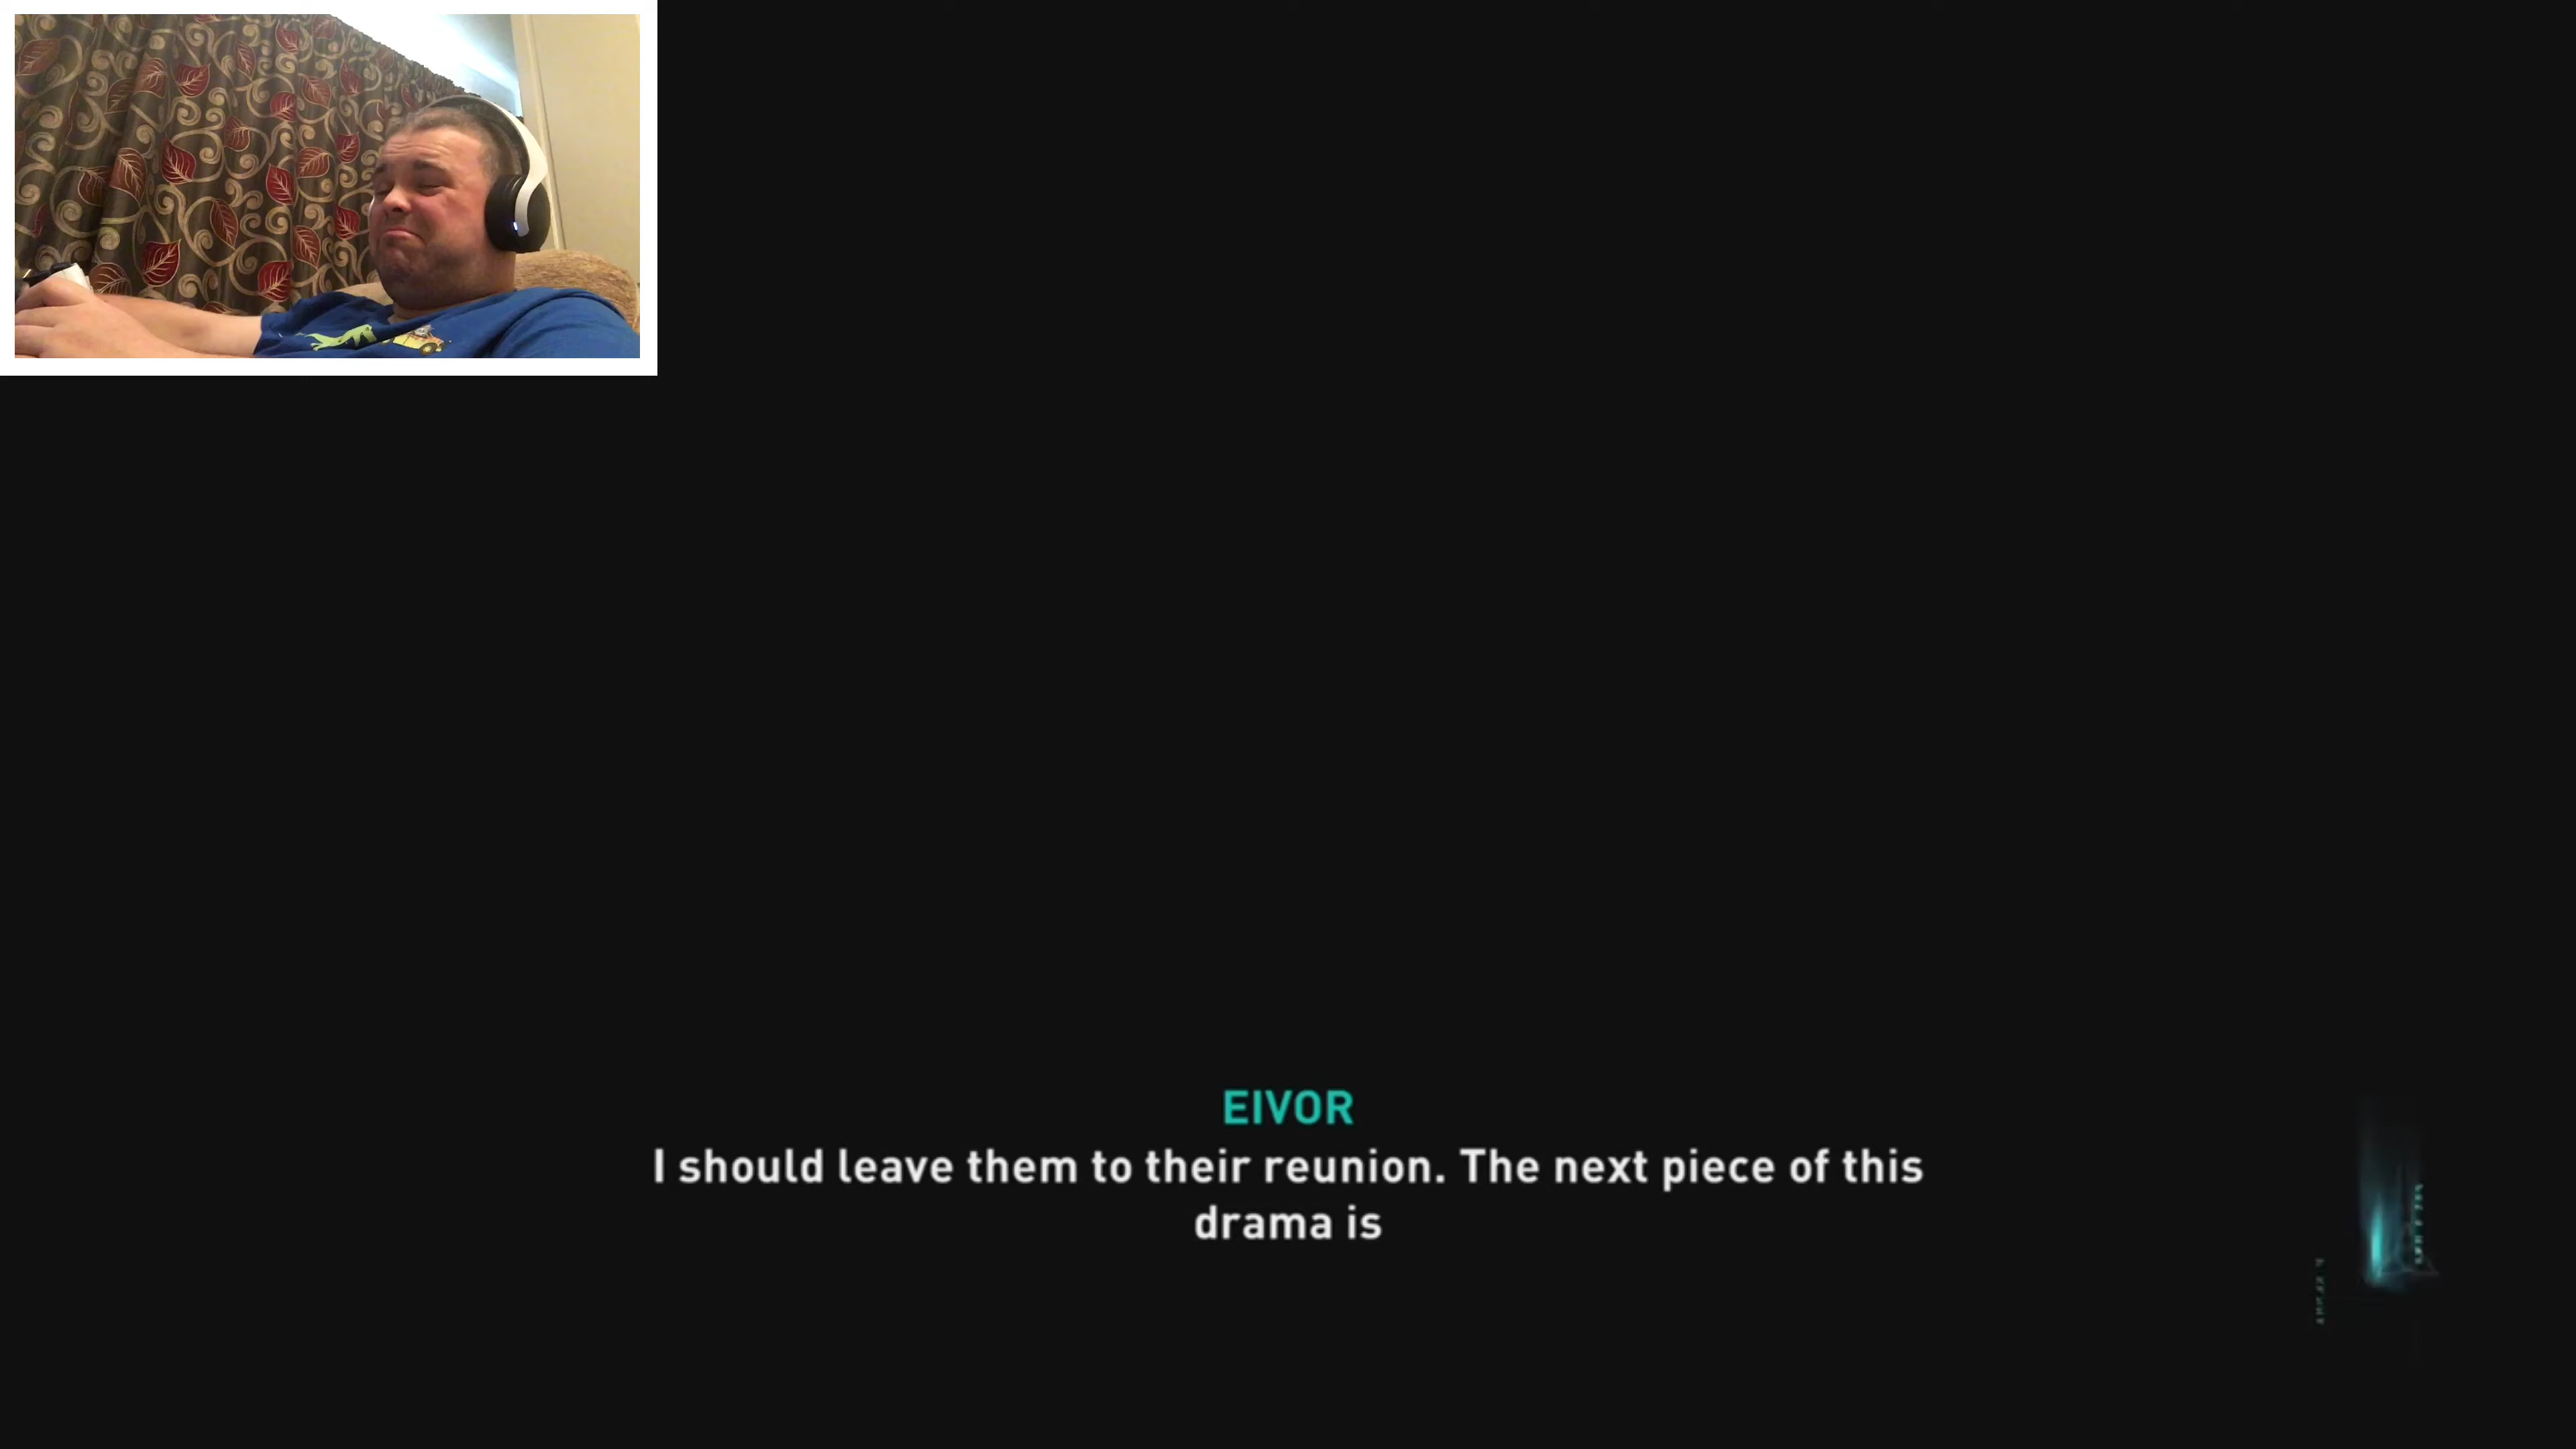 EIVOR
I should leave them to their reunion. The next piece of this
drama is